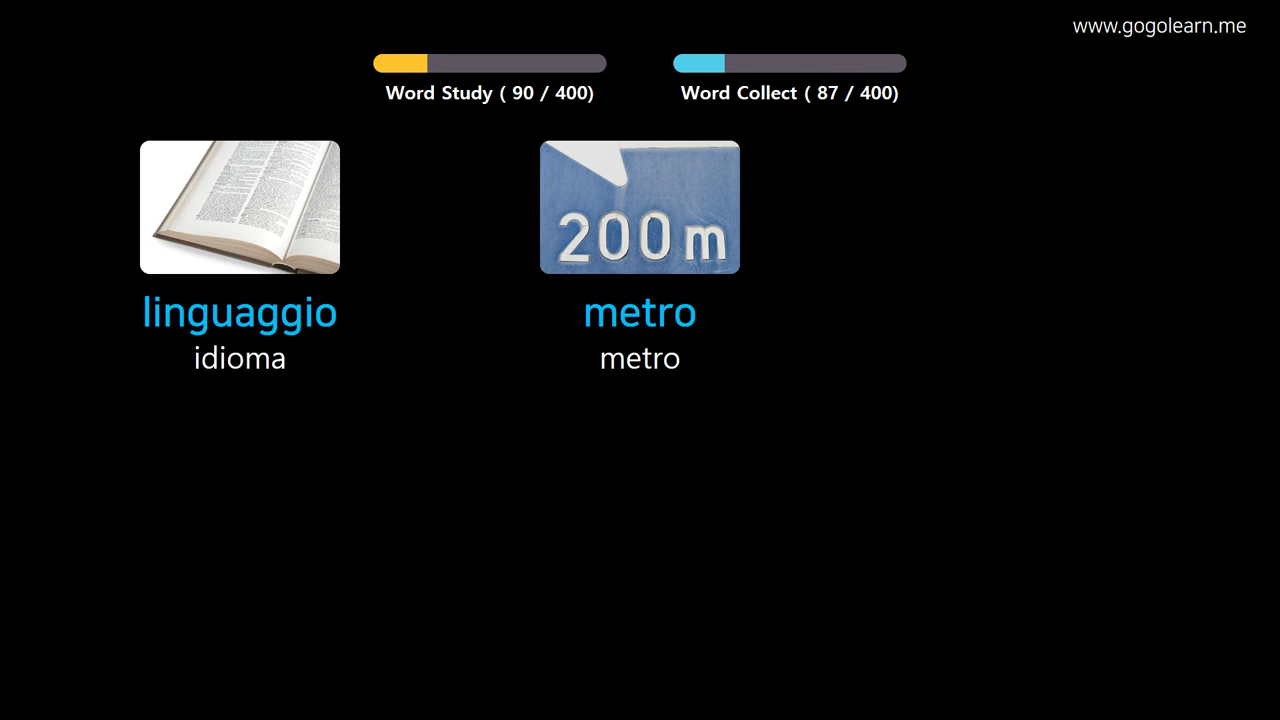 www.gogolearn.me
Word Study ( 90 / 400)
Word Collect ( 87 / 400)
200 m
linguaggio
idioma
metro
metro